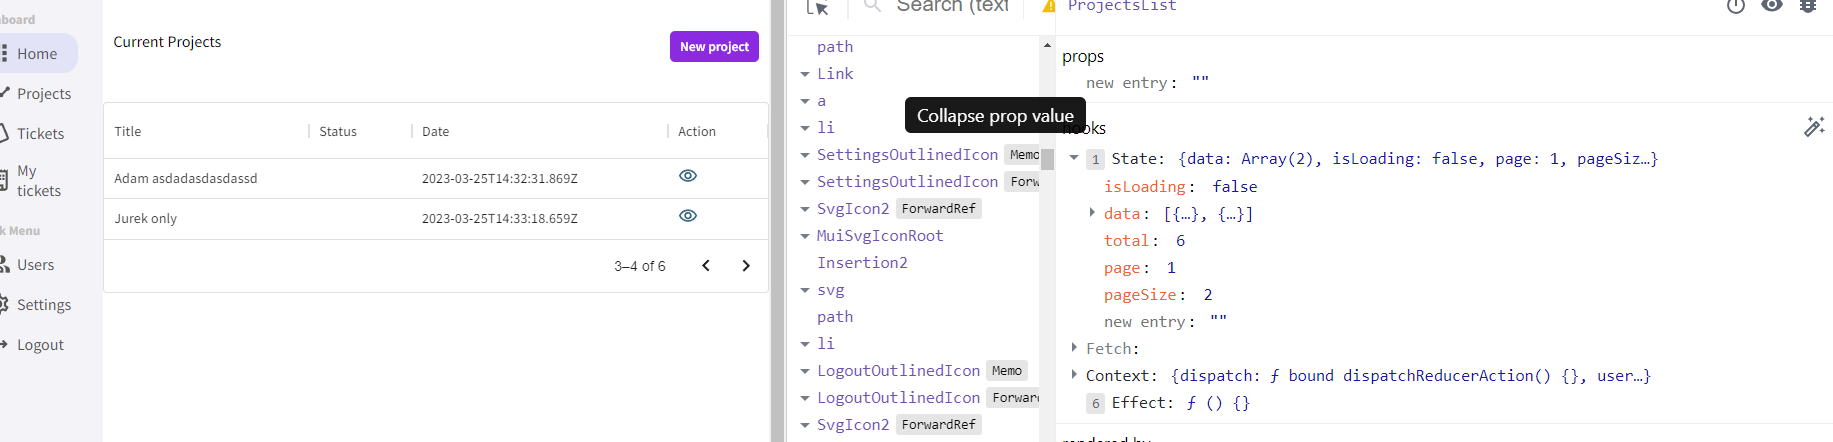 board
Home
Projects
Tickets
My
tickets
k Menu
Users
Settings
Logout
Current Projects
New project
Title Status Date Action
Adam asdadasdasdassd 2023-03-25T14:32:31.869Z
Jurek only 2023-03-25T14:33:18.659Z
3–4 of 6
Search (text
path
Link
a
li
SettingsOutlinedIcon Memo
SettingsOutlinedIcon Forw
SvgIcon2 ForwardRef
MuiSvgIconRoot
Insertion2
svg
path
li
LogoutOutlinedIcon Memo
LogoutOutlinedIcon Forward
SvgIcon2 ForwardRef
Collapse prop value
ProjectsList
props
new entry: ""
hooks
1 State: {data: Array(2), isLoading: false, page: 1, pageSiz…}
isLoading: false
data: [{…}, {…}]
total: 6
page: 1
pageSize: 2
new entry: ""
Fetch:
Context: {dispatch: ƒ bound dispatchReducerAction() {}, user…}
6 Effect: ƒ () {}
rendered by